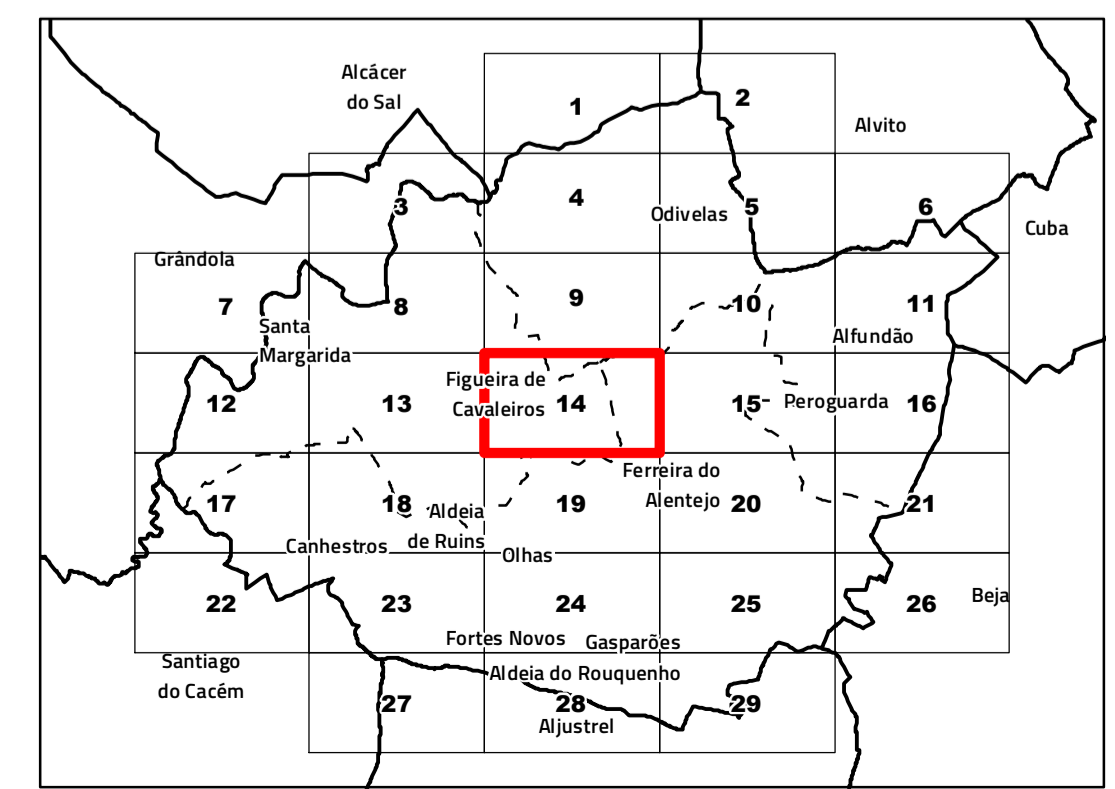 Alcácer
do Sal
1
2
Alvito
3
4
Odivelas
5
6
Cuba
Grândola
7
8
9
10
11
Santa
Margarida
Alfundão
12
13
Figueira de
Cavaleiros
14
15
Peroguarda
16
17
18
Aldeia
de Ruins
19
Ferreira do
Alentejo
20
21
Canhestros
Olhas
22
23
24
25
26
Beja
Fortes Novos
Gasparões
Santiago
do Cacém
Aldeia do Rouquenho
27
28
29
Aljustrel